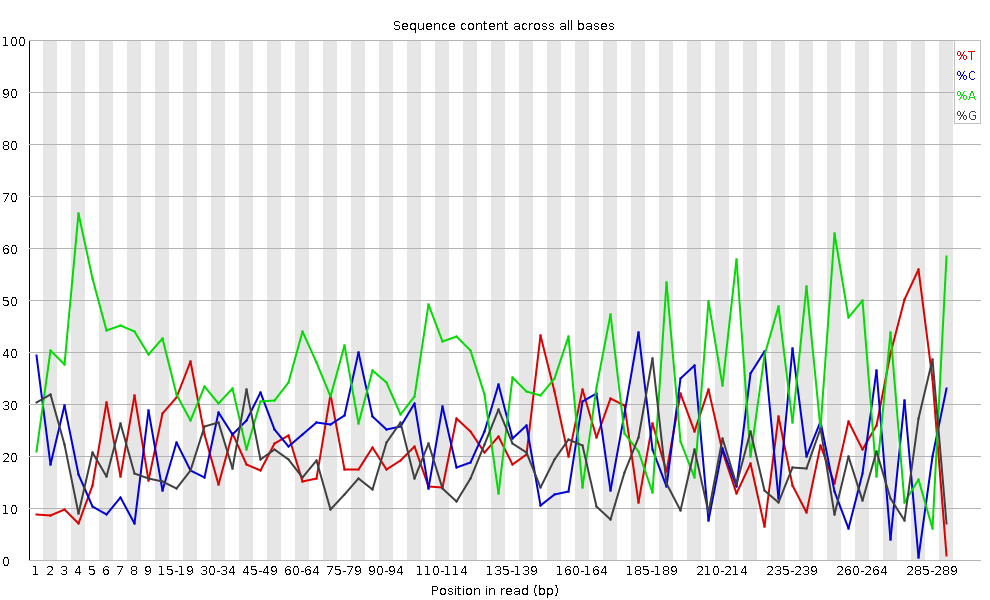 Sequence content across all bases
100
90
80
70
60
50
40
30
20
10
0
%T
%C
%A
%G
1 2 3 4 5 6 7 8 9 15-19 30-34 45-49 60-64 75-79 90-94 110-114 135-139 160-164 185-189 210-214 235-239 260-264 285-289
Position in read (bp)